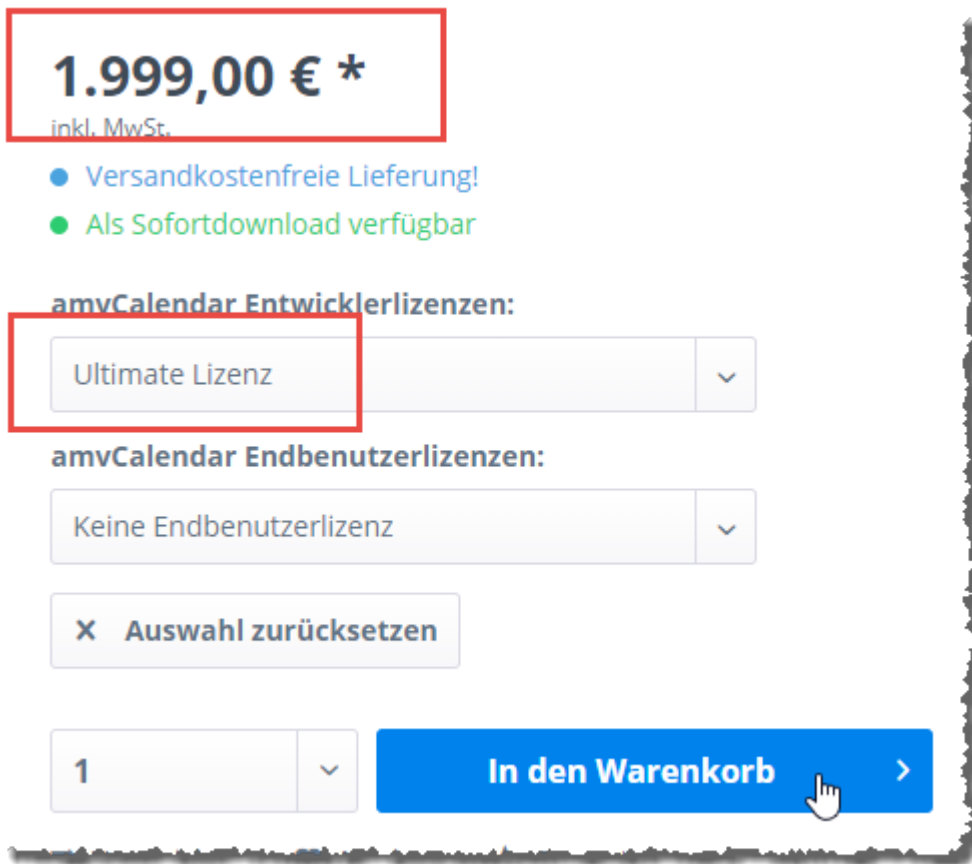 1.999,00 € *
inkl. MwSt.
Versandkostenfreie Lieferung!
Als Sofortdownload verfügbar
amvCalendar Entwicklerlizenzen:
Ultimate Lizenz
amvCalendar Endbenutzerlizenzen:
Keine Endbenutzerlizenz
Auswahl zurücksetzen
1
In den Warenkorb